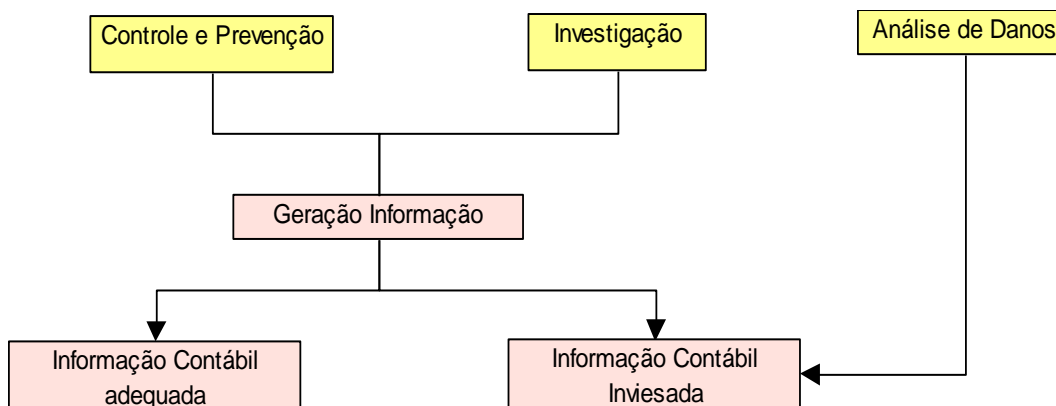 Controle e Prevenção
Investigação
Análise de Danos
Geração Informação
Informação Contábil
adequada
Informação Contábil
Inviesada